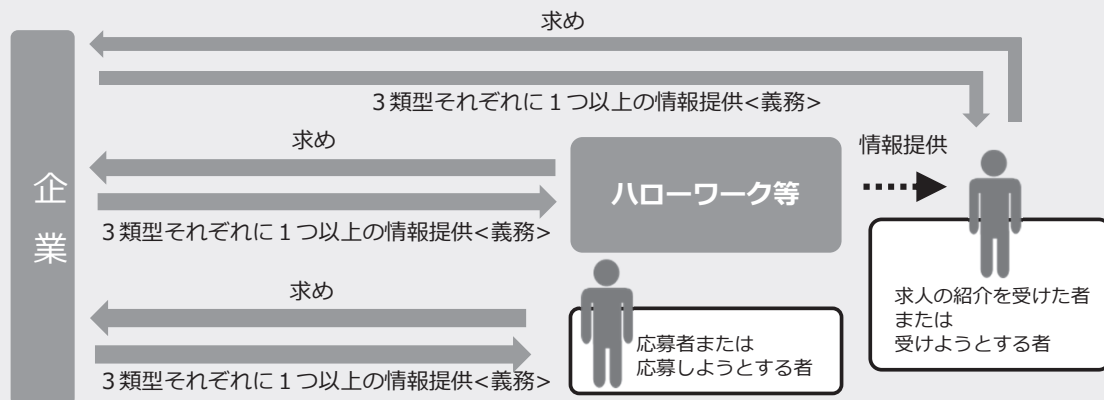 求め
3類型それぞれに1つ以上の情報提供<義務>
企業
求め
ハローワーク等
情報提供
3類型それぞれに1つ以上の情報提供<義務>
求め
求人の紹介を受けた者
または
受けようとする者
応募者または
応募しようとする者
3類型それぞれに1つ以上の情報提供<義務>